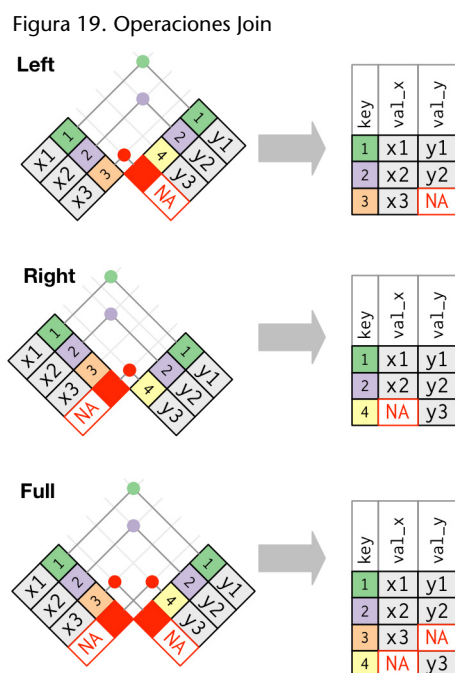 Figura 19. Operaciones Join
Left
x1 1
x2 2
x3 3
1 y1
2 y2
4 y3
NA
key val_x val_y
1 x1 y1
2 x2 y2
3 x3 NA
Right
x1 1
x2 2
x3 3
NA
1 y1
2 y2
4 y3
key val_x val_y
1 x1 y1
2 x2 y2
4 NA y3
Full
x1 1
x2 2
x3 3
NA
1 y1
2 y2
4 y3
NA
key val_x val_y
1 x1 y1
2 x2 y2
3 x3 NA
4 NA y3